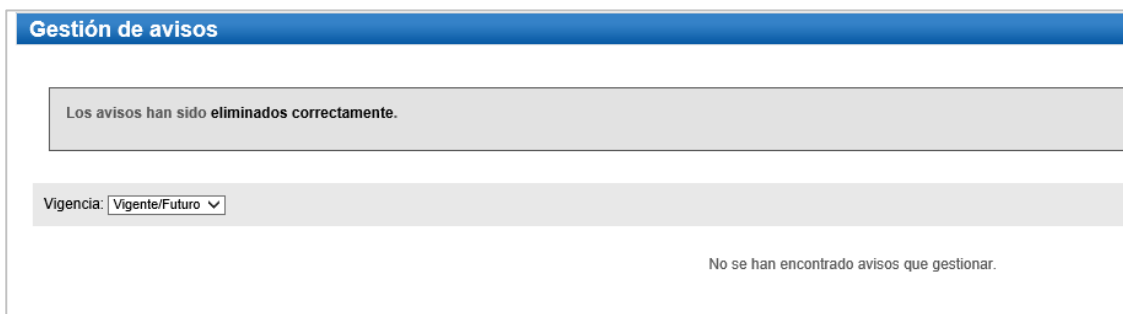 Gestión de avisos
Los avisos han sido eliminados correctamente.
Vigencia: Vigente/Futuro
No se han encontrado avisos que gestionar.